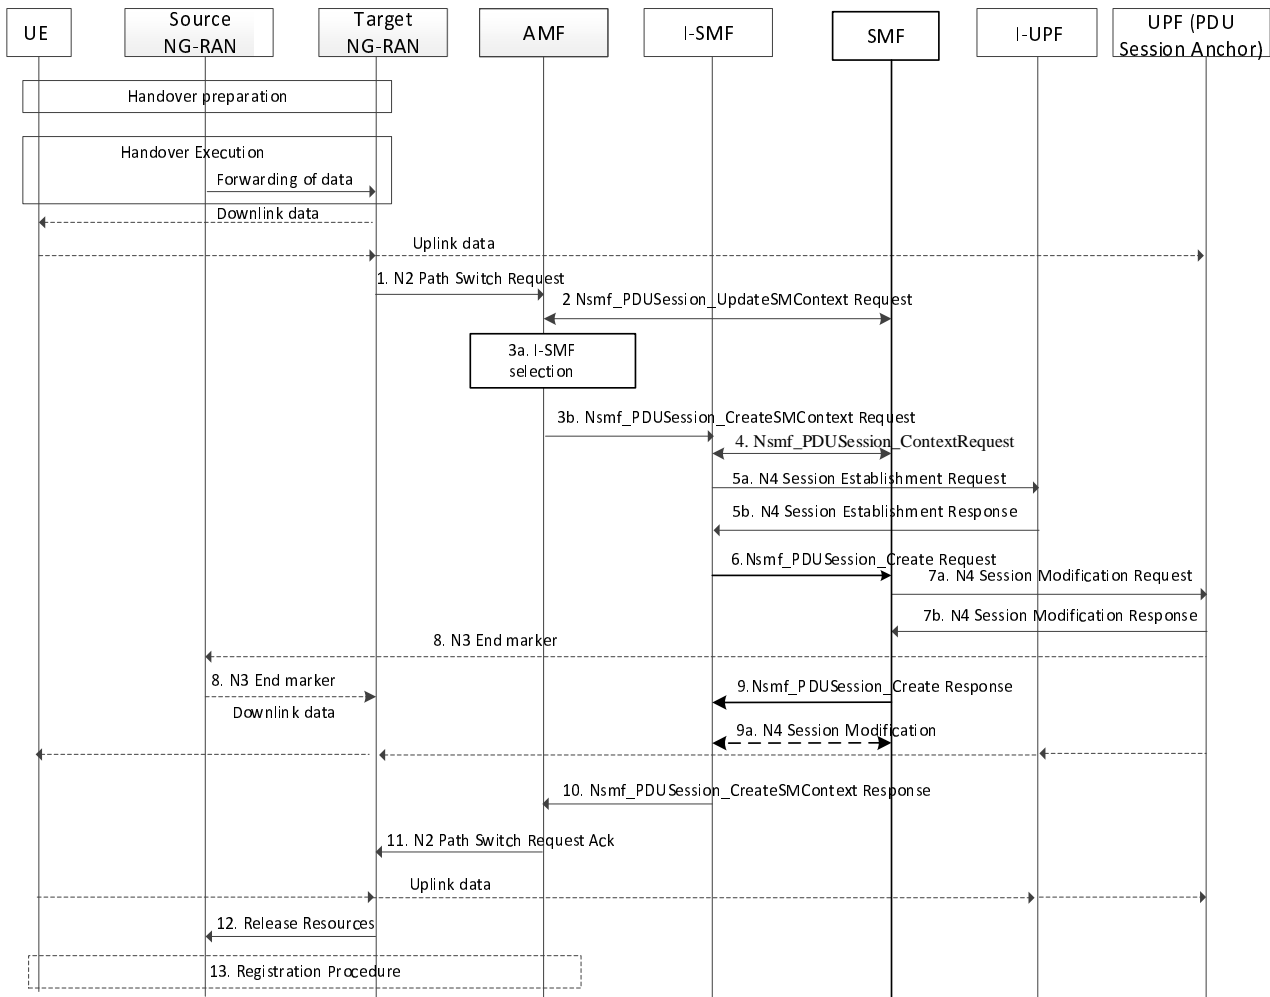 UE
Source
NG-RAN
Target
NG-RAN
AMF
I-SMF
SMF
I-UPF
UPF (PDU
Session Anchor)
Handover preparation
Handover Execution
Forwarding of data
Downlink data
Uplink data
1. N2 Path Switch Request
2 Nsmf_PDUSession_UpdateSMContext Request
3a. I-SMF
selection
3b. Nsmf_PDUSession_CreateSMContext Request
4. Nsmf_PDUSession_ContextRequest
5a. N4 Session Establishment Request
5b. N4 Session Establishment Response
6.Nsmf_PDUSession_Create Request
7a. N4 Session Modification Request
7b. N4 Session Modification Response
8. N3 End marker
8. N3 End marker
9.Nsmf_PDUSession_Create Response
Downlink data
9a. N4 Session Modification
10. Nsmf_PDUSession_CreateSMContext Response
11. N2 Path Switch Request Ack
Uplink data
12. Release Resources
13. Registration Procedure